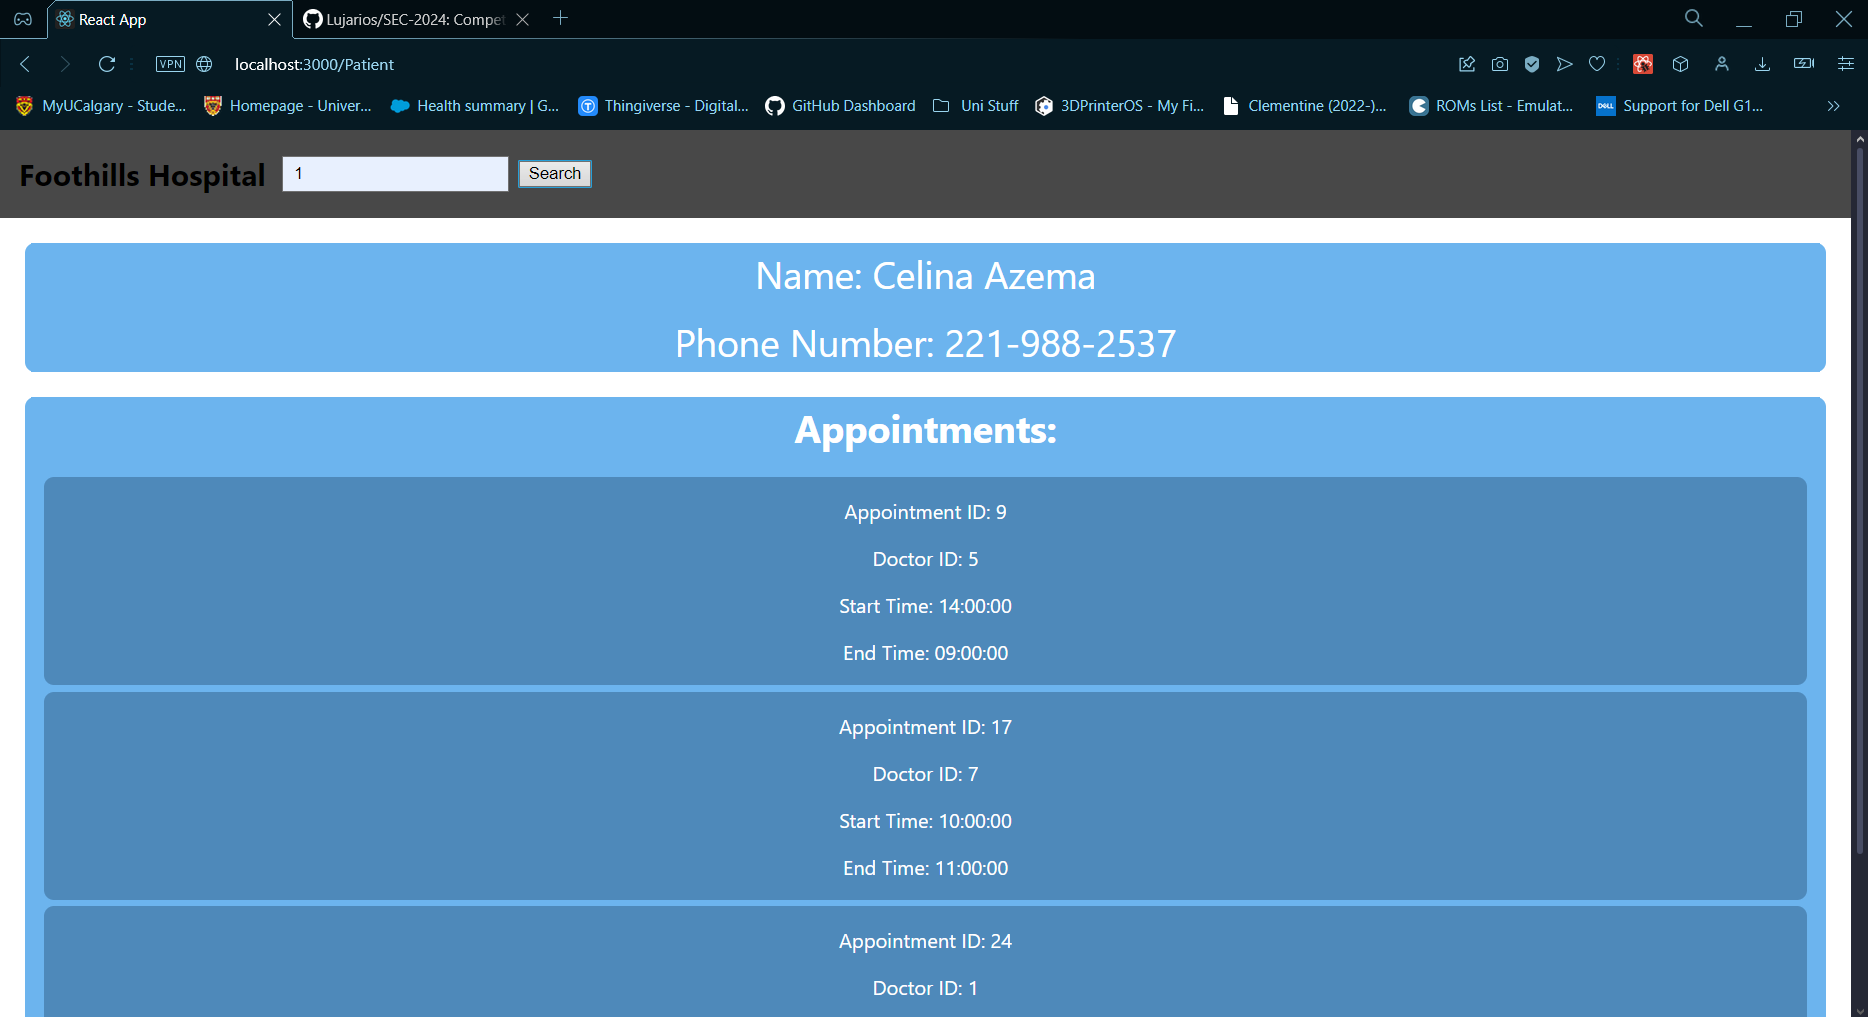 React App
Lujarios/SEC-2024: Compet
VPN
localhost:3000/Patient
MyUCalgary - Stude...
Homepage - Univer...
Health summary | G...
Thingiverse - Digital...
GitHub Dashboard
Uni Stuff
3DPrinterOS - My Fi...
Clementine (2022-)...
ROMs List - Emulat...
DELL
Support for Dell G1...
Foothills Hospital
1
Search
Name: Celina Azema
Phone Number: 221-988-2537
Appointments:
Appointment ID: 9
Doctor ID: 5
Start Time: 14:00:00
End Time: 09:00:00
Appointment ID: 17
Doctor ID: 7
Start Time: 10:00:00
End Time: 11:00:00
Appointment ID: 24
Doctor ID: 1